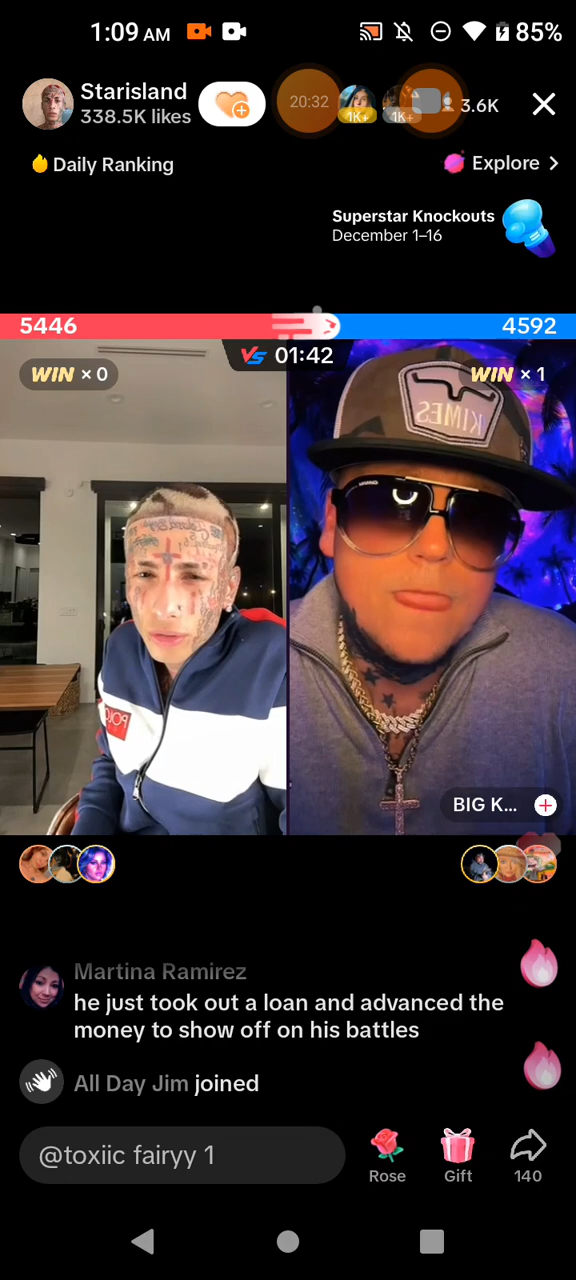 1:09 AM
85%
Starisland
338.5K likes
20:32
1K+
1K+
3.6K
Daily Ranking
Explore
Superstar Knockouts
December 1–16
5446
4592
VS 01:42
WIN × 0
WIN × 1
KIMES
POLO
BIG K...
Martina Ramirez
he just took out a loan and advanced the
money to show off on his battles
All Day Jim joined
@toxiic fairyy 1
Rose
Gift
140